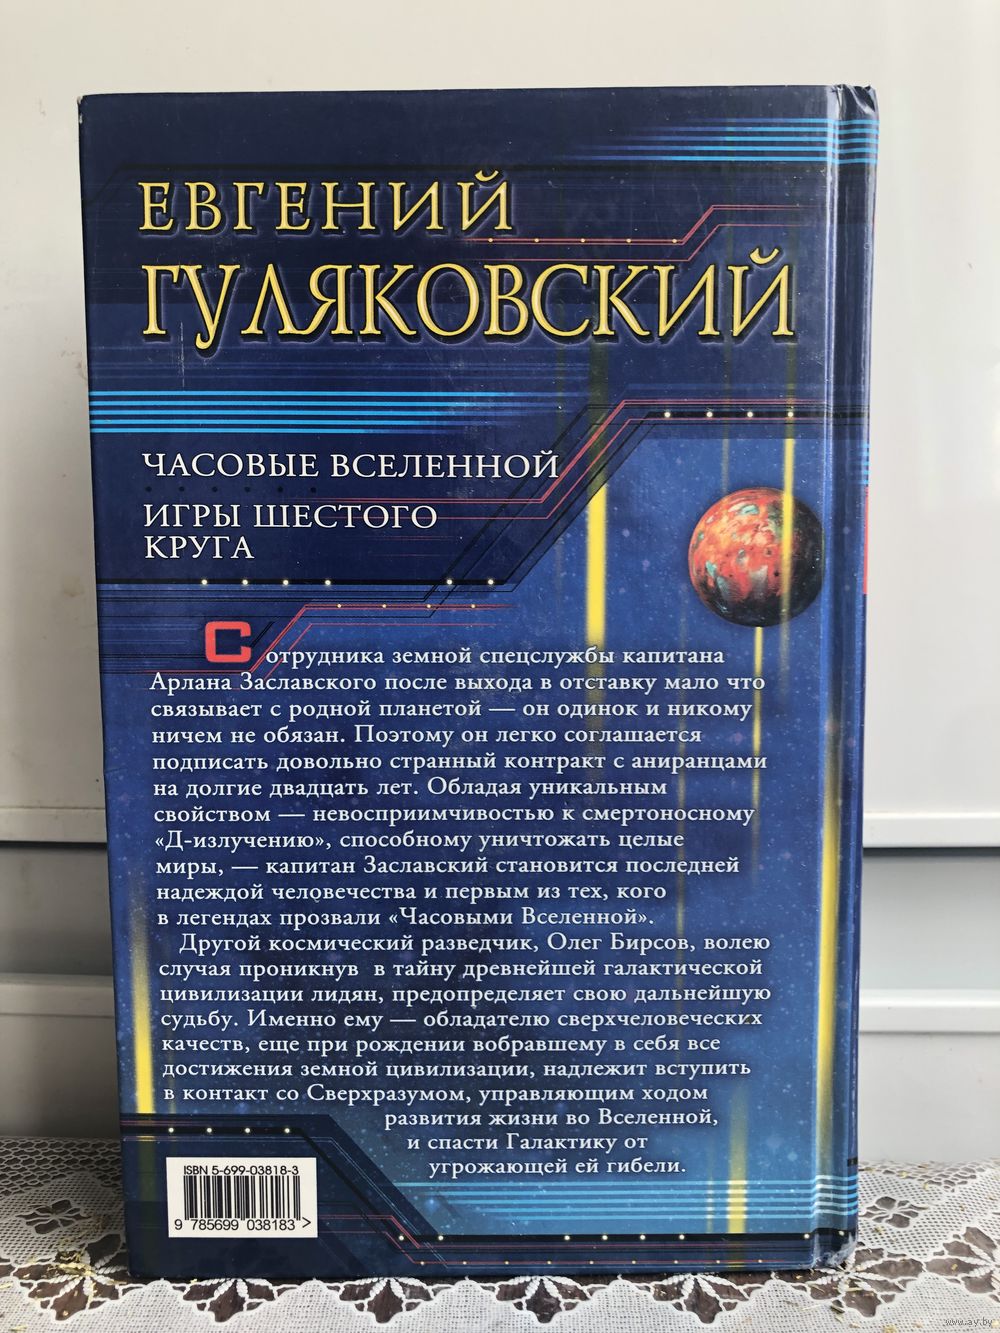 ЕВГЕНИЙ
ГУЛЯКОВСКИЙ
ЧАСОВЫЕ ВСЕЛЕННОЙ
ИГРЫ ШЕСТОГО
КРУГА
Сотрудника земной спецслужбы капитана
Арлана Заславского после выхода в отставку мало что
связывает с родной планетой — он одинок и никому
ничем не обязан. Поэтому он легко соглашается
подписать довольно странный контракт с аниранцами
на долгие двадцать лет. Обладая уникальным
свойством — невосприимчивостью к смертоносному
«Д-излучению», способному уничтожать целые
миры, — капитан Заславский становится последней
надеждой человечества и первым из тех, кого
в легендах прозвали «Часовыми Вселенной».
Другой космический разведчик, Олег Бирсов, волею
случая проникнув в тайну древнейшей галактической
цивилизации лидян, предопределяет свою дальнейшую
судьбу. Именно ему — обладателю сверхчеловеческих
качеств, еще при рождении вобравшему в себя все
достижения земной цивилизации, надлежит вступить
в контакт со Сверхразумом, управляющим ходом
развития жизни во Вселенной,
и спасти Галактику от
угрожающей ей гибели.
ISBN 5-699-03818-3
9 785699 038183 >
www.ay.by